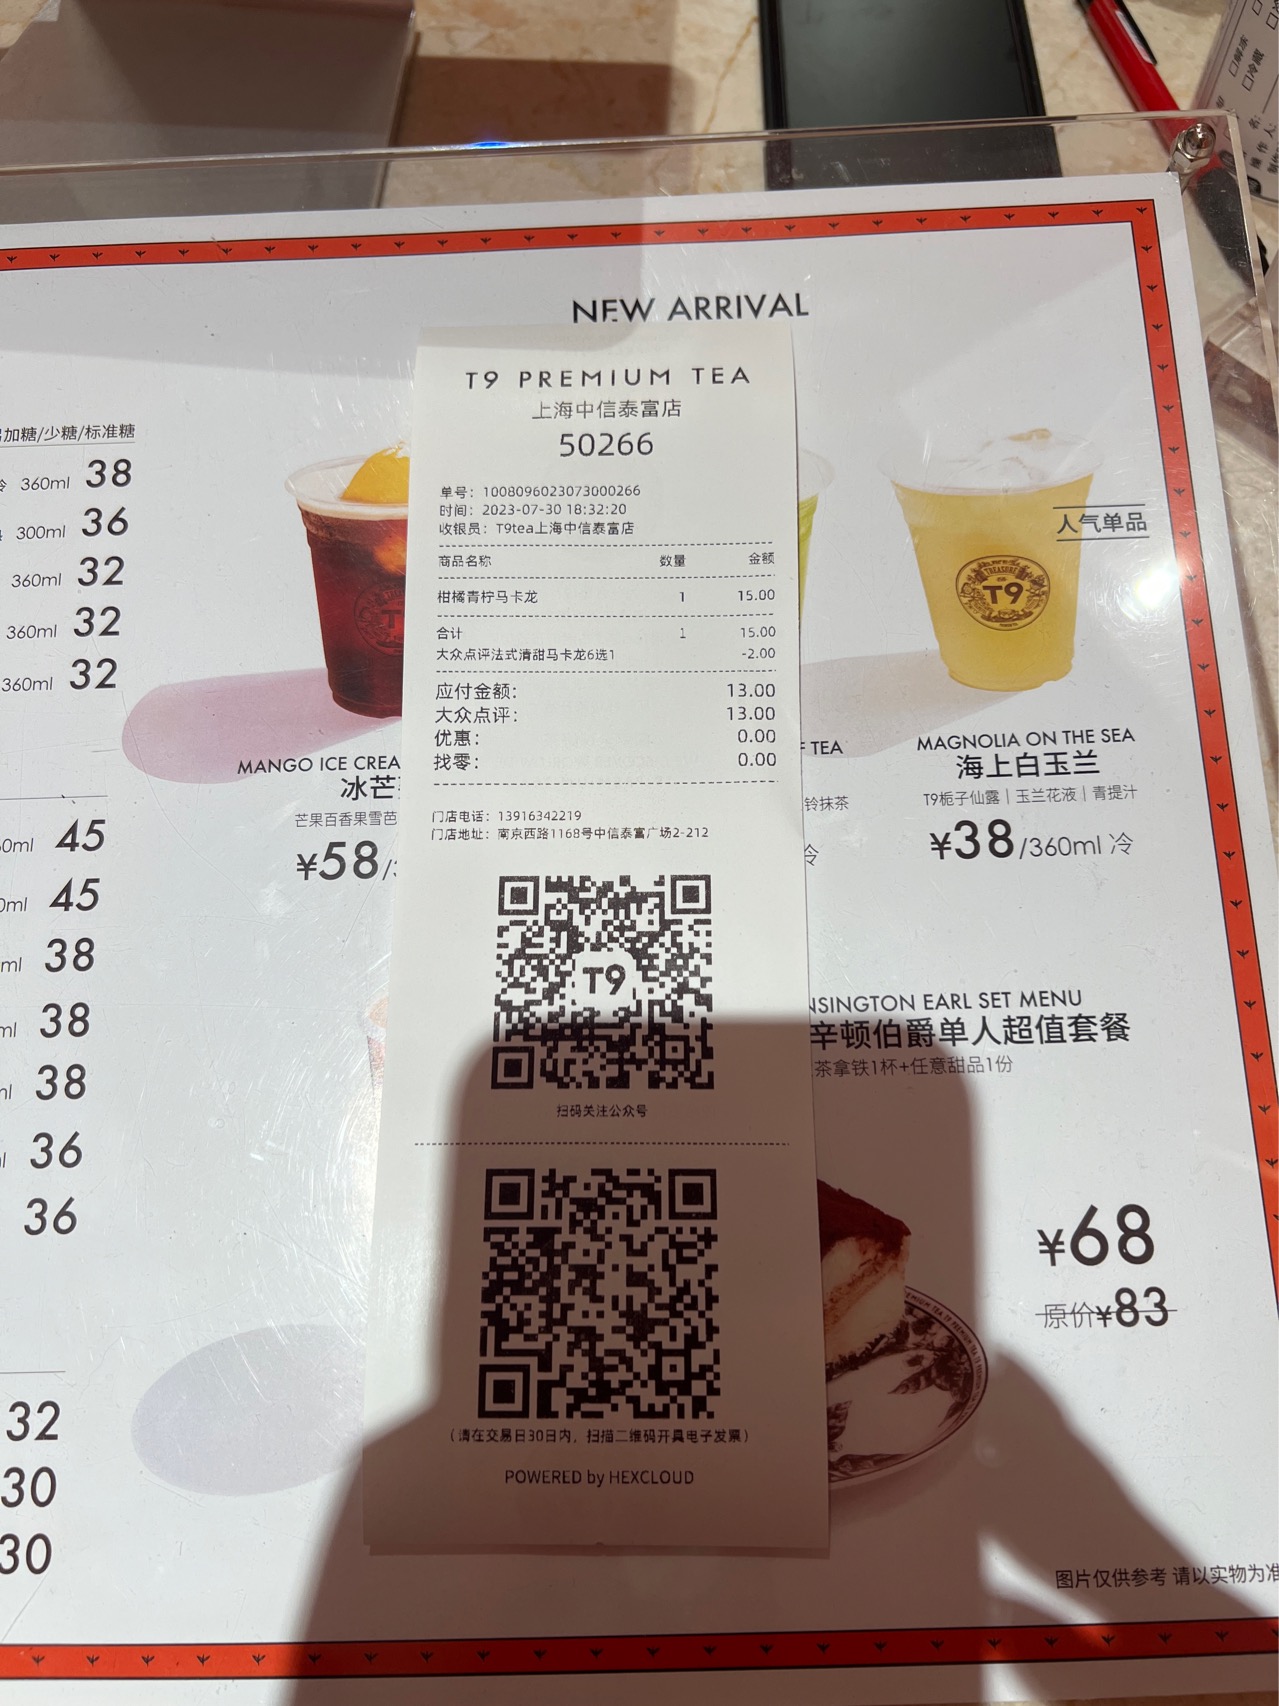 NEW ARRIVAL
加糖/少糖/标准糖
360ml 38
300ml 36
360ml 32
360ml 32
360ml 32
45
45
38
38
38
36
36
32
30
30
T9 PREMIUM TEA
上海中信泰富店
50266
单号：1008096023073000266
时间：2023-07-30 18:32:20
收银员：T9tea上海中信泰富店
商品名称 数量 金额
柑橘青柠马卡龙 1 15.00
合计 1 15.00
大众点评法式清甜马卡龙6选1 -2.00
应付金额： 13.00
大众点评： 13.00
优惠： 0.00
找零： 0.00
门店电话：13916342219
门店地址：南京西路1168号中信泰富广场2-212
T9
扫码关注公众号
（请在交易日30日内，扫描二维码开具电子发票）
POWERED by HEXCLOUD
MANGO ICE CREA
冰芒
芒果百香果雪芭
¥58/
TEA
铃抹茶
冷
人气单品
TREASURE
T9
MAGNOLIA ON THE SEA
海上白玉兰
T9栀子仙露｜玉兰花液｜青提汁
¥38/360ml 冷
NSINGTON EARL SET MENU
辛顿伯爵单人超值套餐
茶拿铁1杯+任意甜品1份
¥68
原价¥83
图片仅供参考 请以实物为准
解冻
冷藏
操作人